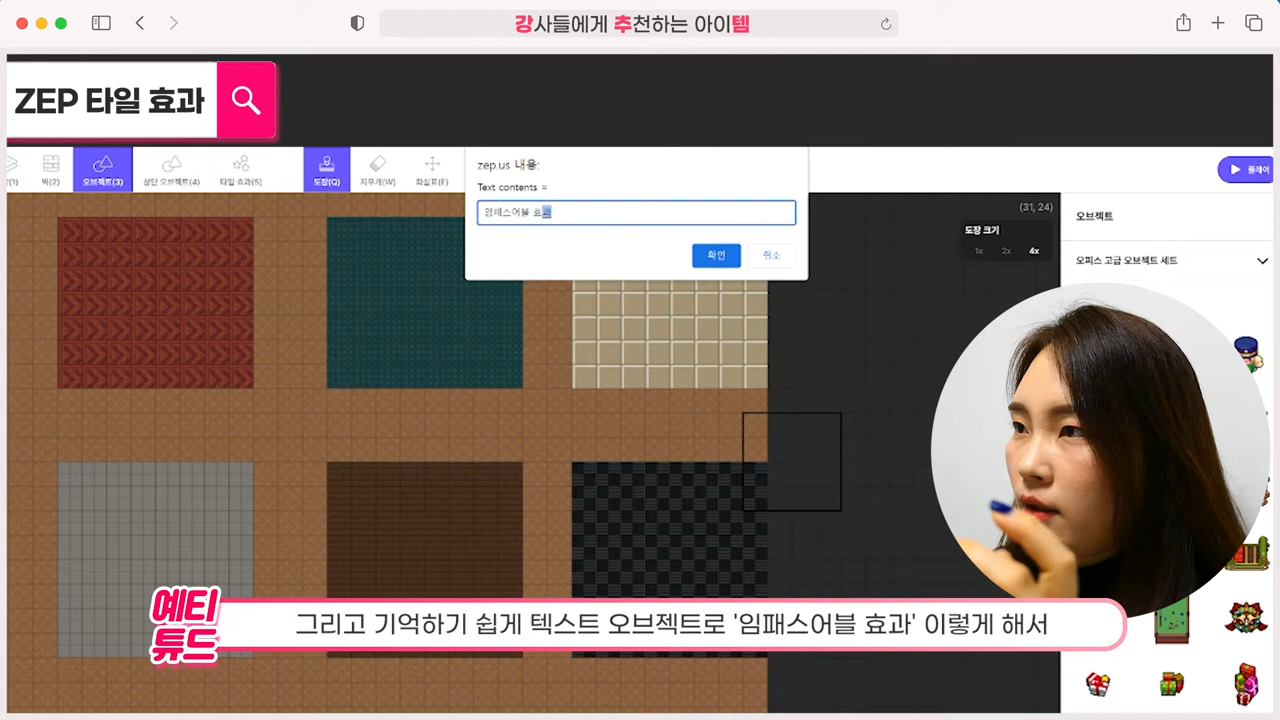 강사들에게 추천하는 아이템
ZEP 타일 효과
벽(2)
오브젝트(3)
상단 오브젝트(4)
타일 효과(5)
도장(Q)
지우개(W)
화살표(E)
zep.us 내용:
Text contents =
임패스어블 효과
확인
취소
플레이
(31, 24)
도장 크기
1x
2x
4x
오브젝트
오피스 고급 오브젝트 세트
예티
튜드
그리고 기억하기 쉽게 텍스트 오브젝트로 '임패스어블 효과' 이렇게 해서